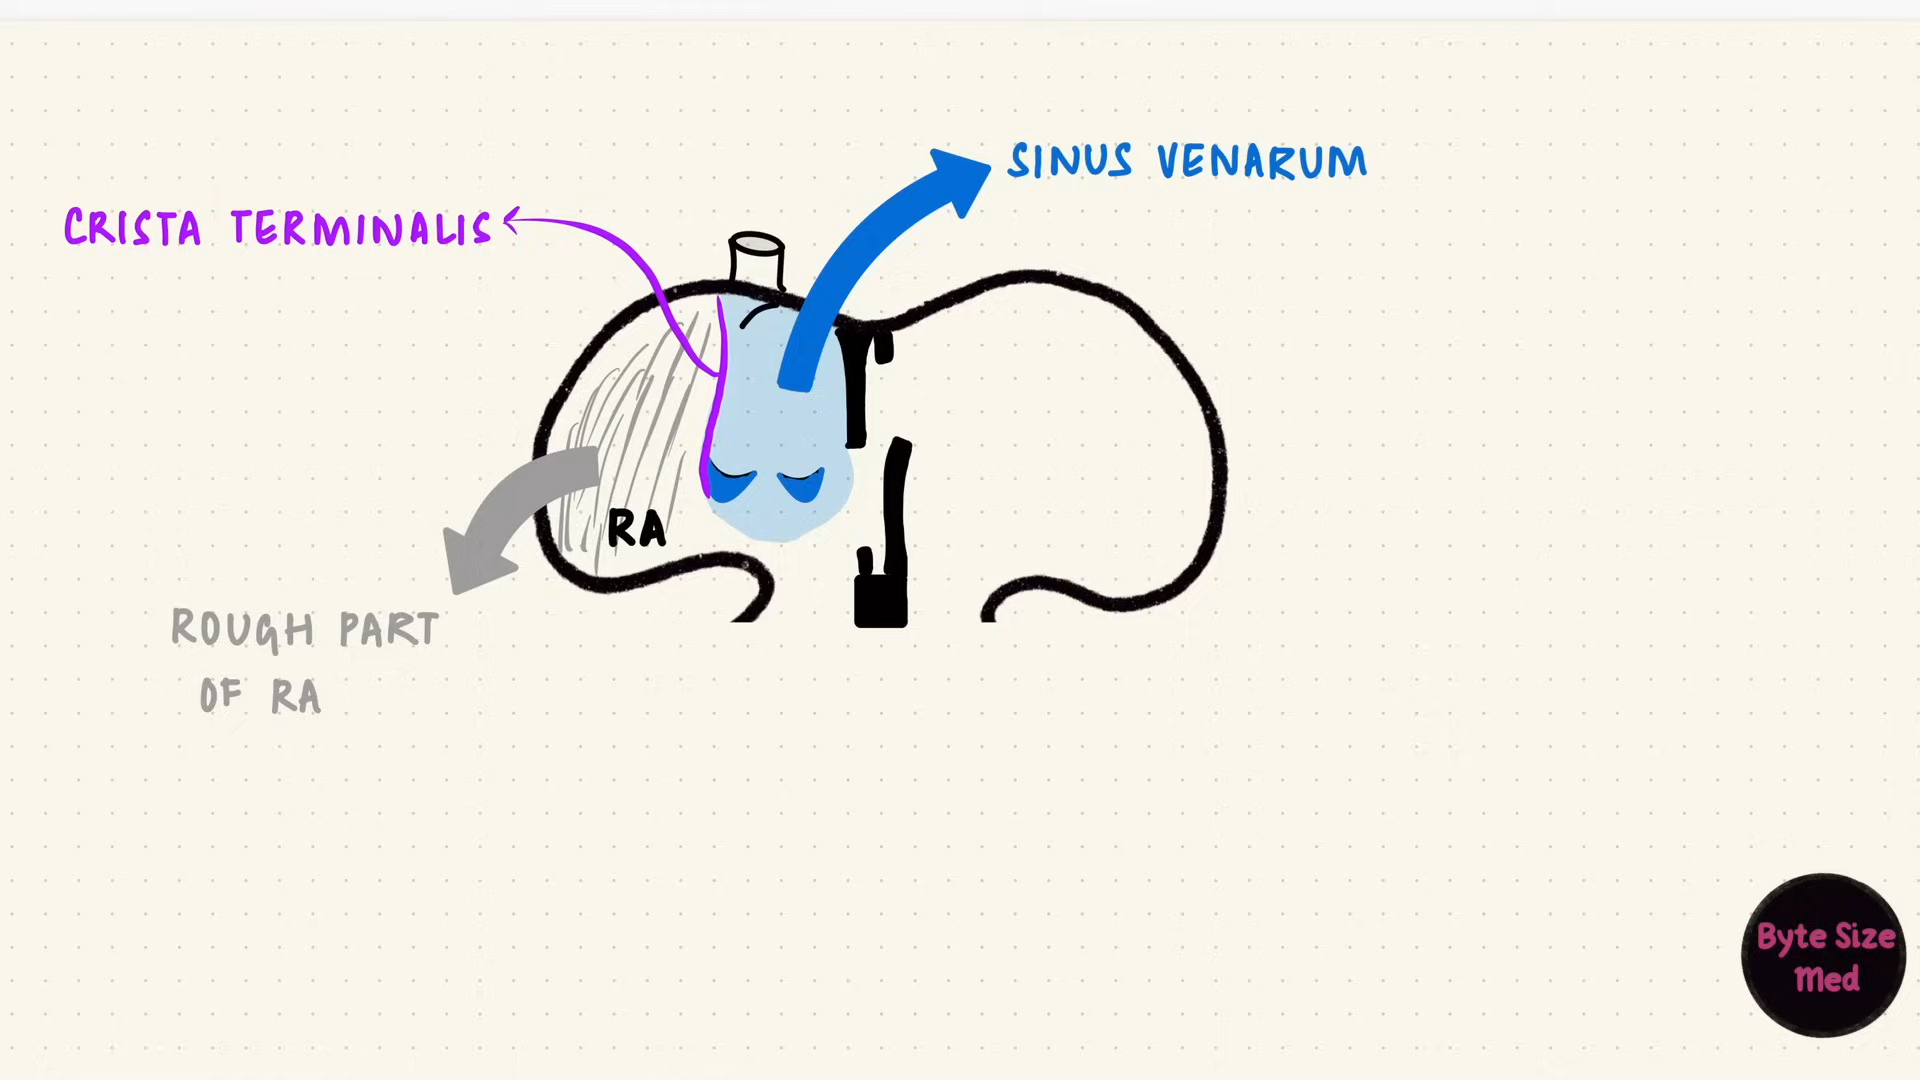 SINUS VENARUM
CRISTA TERMINALIS
RA
ROUGH PART
OF RA
Byte Size
Med